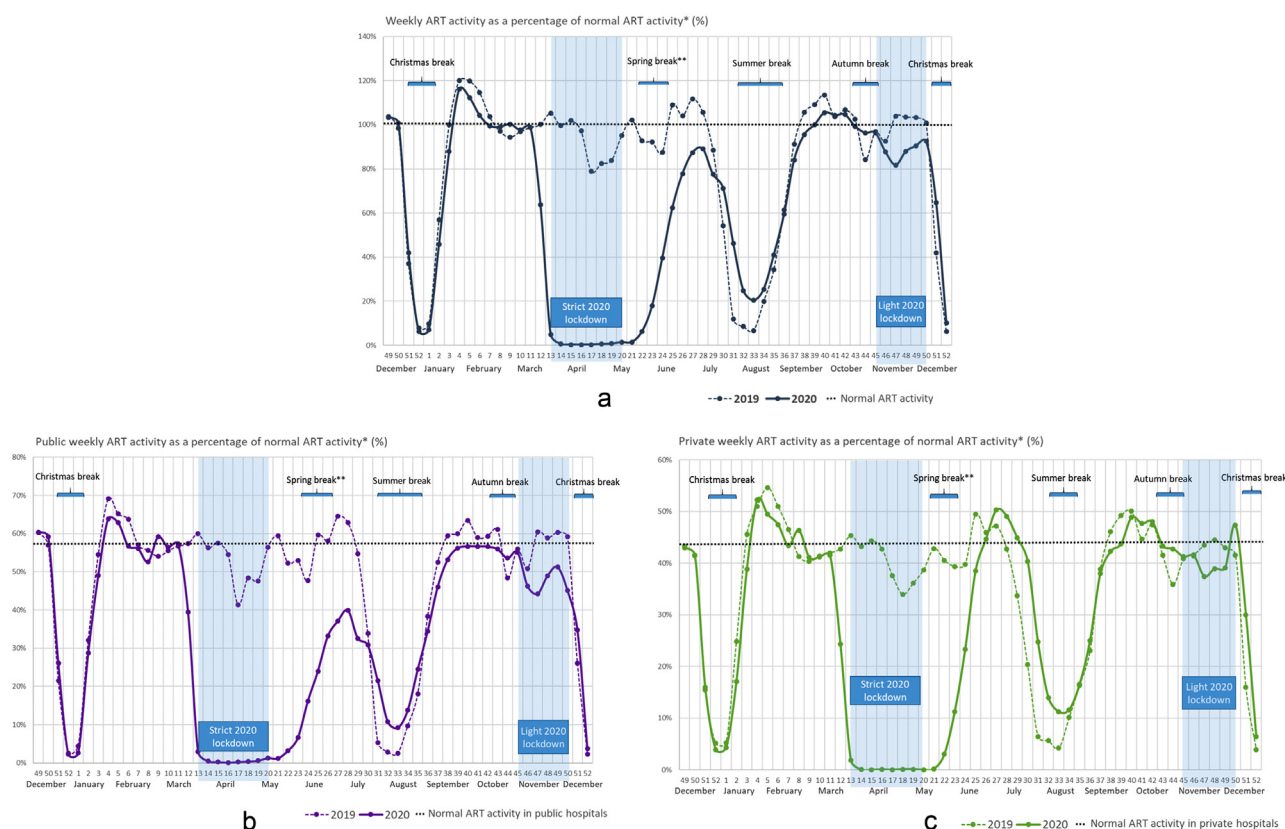 Weekly ART activity as a percentage of normal ART activity* (%)
140%
120%
100%
80%
60%
40%
20%
0%
Christmas break
Spring break**
Summer break
Autumn break
Christmas break
Strict 2020
lockdown
Light 2020
lockdown
49 50 51 52 1 2 3 4 5 6 7 8 9 10 11 12 13 14 15 16 17 18 19 20 21 22 23 24 25 26 27 28 29 30 31 32 33 34 35 36 37 38 39 40 41 42 43 44 45 46 47 48 49 50 51 52
December January February March April May June July August September October November December
2019 2020 Normal ART activity
a
Public weekly ART activity as a percentage of normal ART activity* (%)
80%
70%
60%
50%
40%
30%
20%
10%
0%
Christmas break
Spring break**
Summer break
Autumn break
Christmas break
Strict 2020
lockdown
Light 2020
lockdown
49 50 51 52 1 2 3 4 5 6 7 8 9 10 11 12 13 14 15 16 17 18 19 20 21 22 23 24 25 26 27 28 29 30 31 32 33 34 35 36 37 38 39 40 41 42 43 44 45 46 47 48 49 50 51 52
December January February March April May June July August September October November December
2019 2020 Normal ART activity in public hospitals
b
Private weekly ART activity as a percentage of normal ART activity* (%)
60%
50%
40%
30%
20%
10%
0%
Christmas break
Spring break**
Summer break
Autumn break
Christmas break
Strict 2020
lockdown
Light 2020
lockdown
49 50 51 52 1 2 3 4 5 6 7 8 9 10 11 12 13 14 15 16 17 18 19 20 21 22 23 24 25 26 27 28 29 30 31 32 33 34 35 36 37 38 39 40 41 42 43 44 45 46 47 48 49 50 51 52
December January February March April May June July August September October November December
2019 2020 Normal ART activity in private hospitals
c